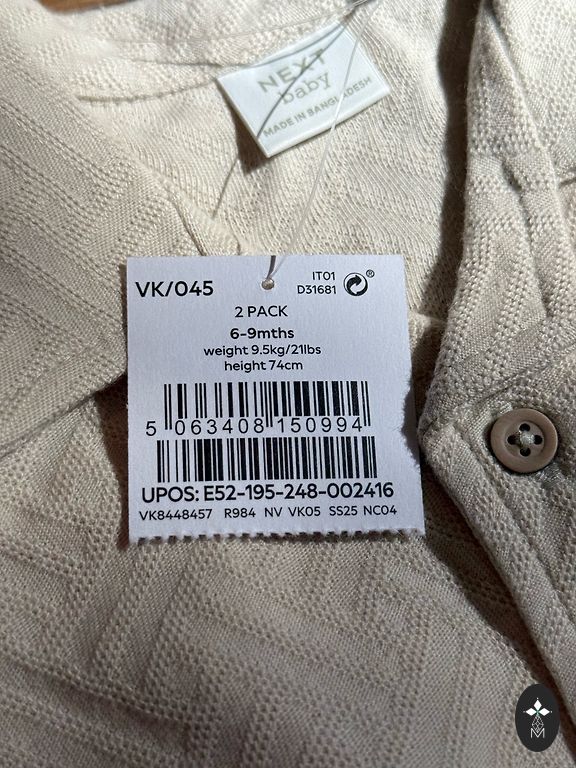 NEXT
baby
MADE IN BANGLADESH
VK/045
IT01
D31681
®
2 PACK
6-9mths
weight 9.5kg/21lbs
height 74cm
5 063408 150994
UPOS: E52-195-248-002416
VK8448457 R984 NV VK05 SS25 NC04
M